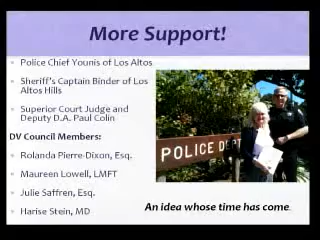 More Support!
Police Chief Younis of Los Altos
Sheriff's Captain Binder of Los
Altos Hills
Superior Court Judge and
Deputy D.A. Paul Colin
DV Council Members:
Rolanda Pierre-Dixon, Esq.
Maureen Lowell, LMFT
Julie Saffren, Esq.
Harise Stein, MD
POLICE DEPT
An idea whose time has come.